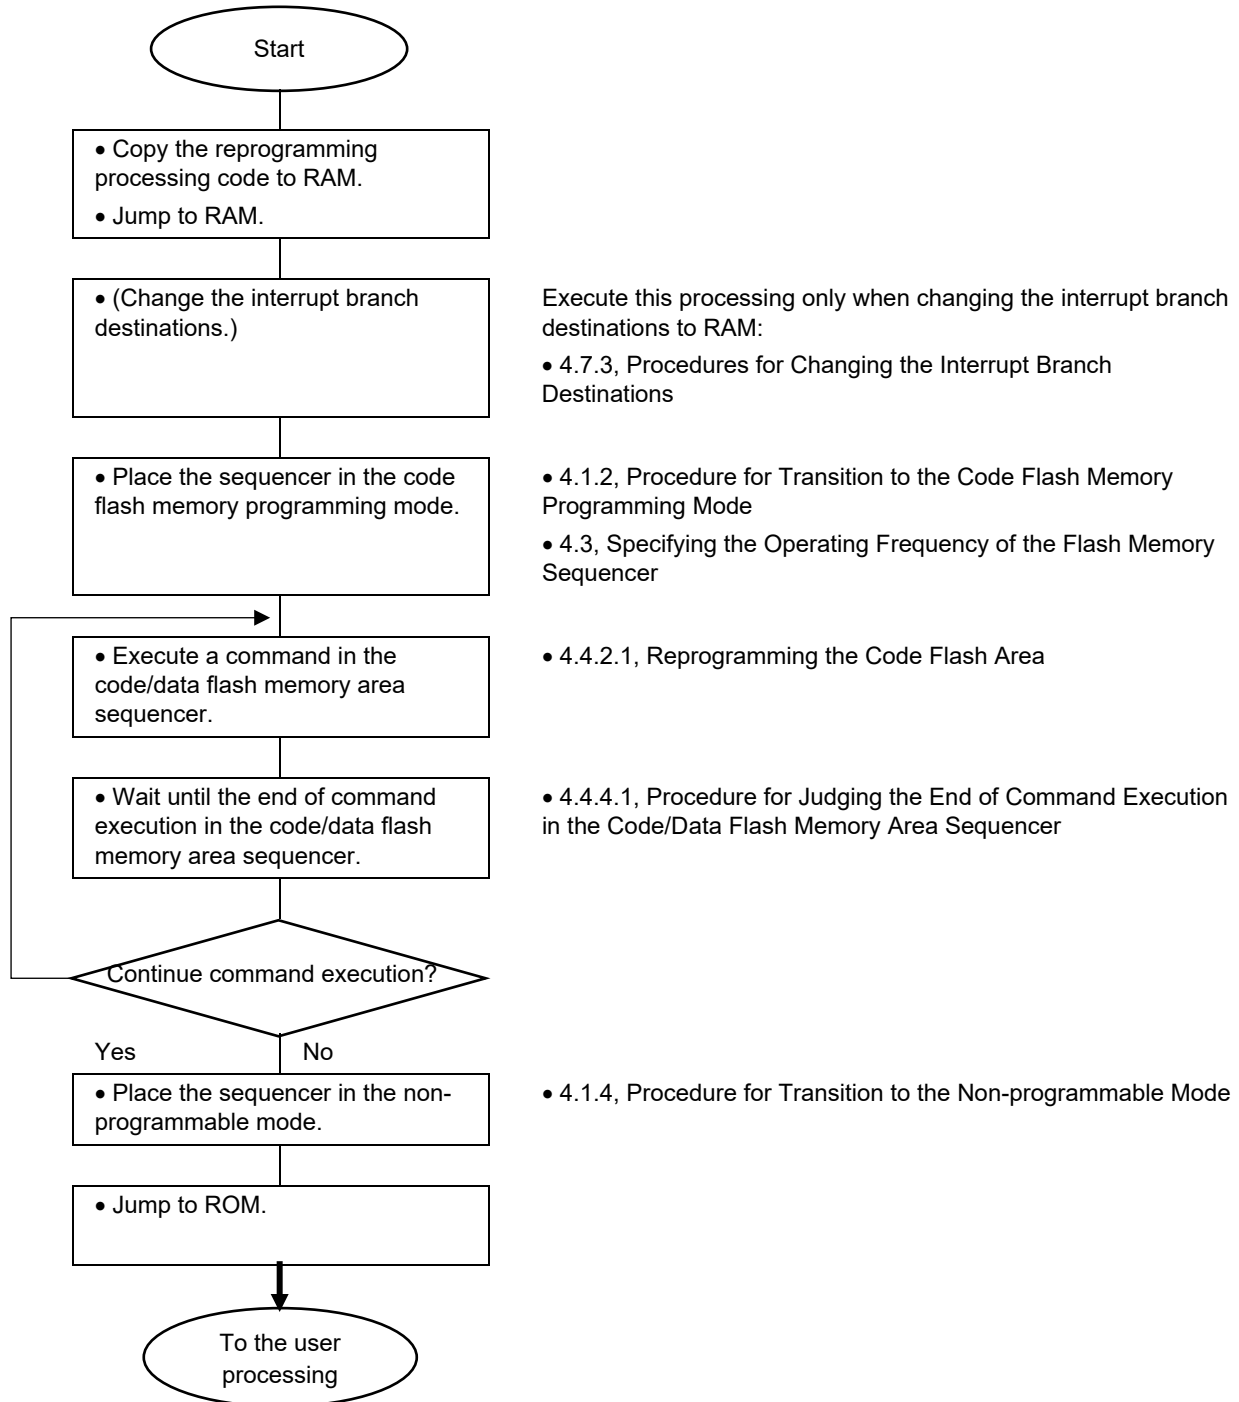 Start
• Copy the reprogramming
processing code to RAM.
• Jump to RAM.
• (Change the interrupt branch
destinations.)
Execute this processing only when changing the interrupt branch
destinations to RAM:
• 4.7.3, Procedures for Changing the Interrupt Branch
Destinations
• Place the sequencer in the code
flash memory programming mode.
• 4.1.2, Procedure for Transition to the Code Flash Memory
Programming Mode
• 4.3, Specifying the Operating Frequency of the Flash Memory
Sequencer
• Execute a command in the
code/data flash memory area
sequencer.
• 4.4.2.1, Reprogramming the Code Flash Area
• Wait until the end of command
execution in the code/data flash
memory area sequencer.
• 4.4.4.1, Procedure for Judging the End of Command Execution
in the Code/Data Flash Memory Area Sequencer
Continue command execution?
Yes
No
• Place the sequencer in the non-
programmable mode.
• 4.1.4, Procedure for Transition to the Non-programmable Mode
• Jump to ROM.
To the user
processing